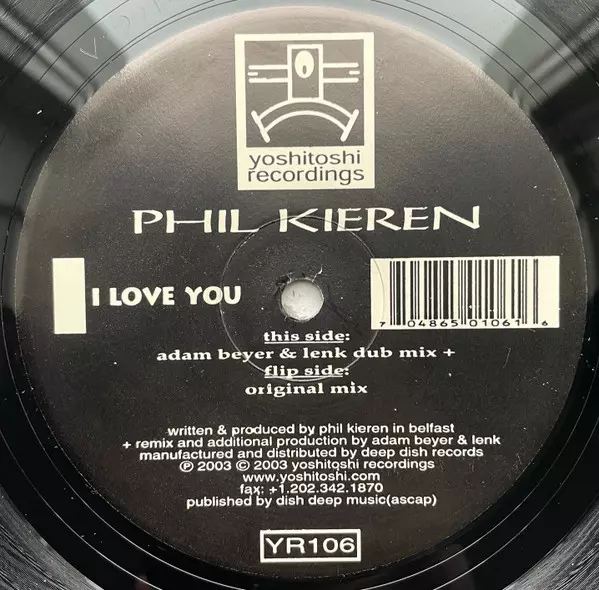 yoshitoshi
recordings
PHIL KIEREN
I LOVE YOU
7 04865 01061 6
this side:
adam beyer & lenk dub mix +
flip side:
original mix
written & produced by phil kieren in belfast
+ remix and additional production by adam beyer & lenk
manufactured and distributed by deep dish records
℗ 2003 © 2003 yoshitoshi recordings
www.yoshitoshi.com
fax: +1.202.342.1870
published by dish deep music(ascap)
YR106